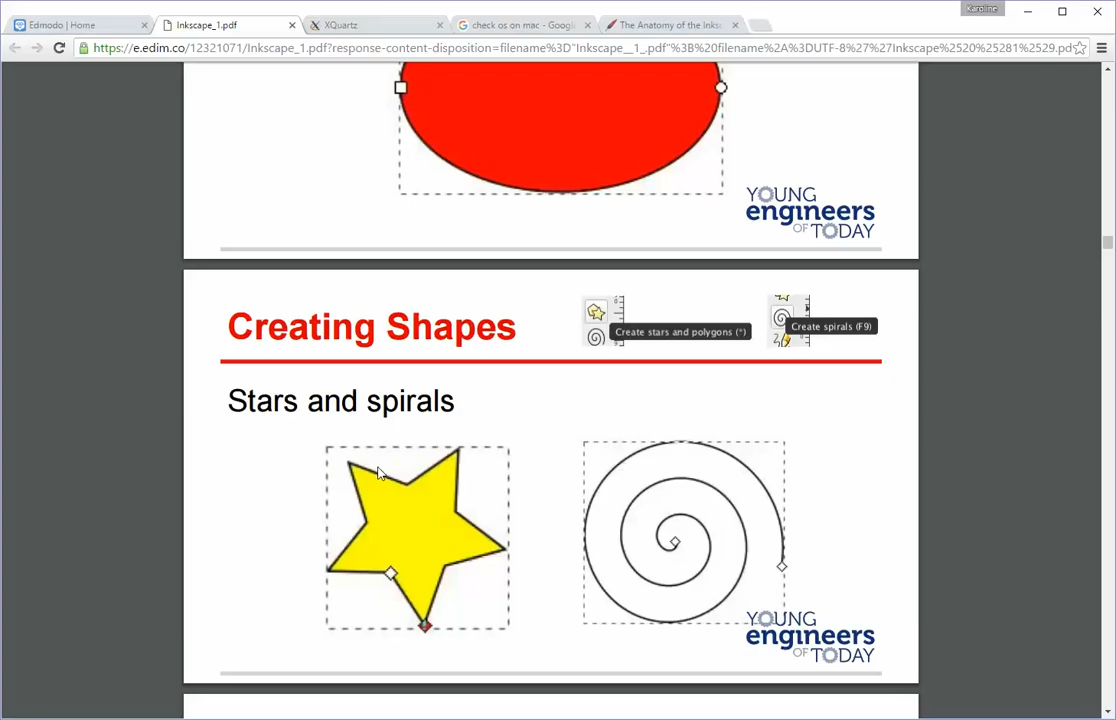 Karoline
Edmodo | Home
Inkscape_1.pdf
XQuartz
check os on mac - Goog
The Anatomy of the Inks
https://e.edim.co/12321071/Inkscape_1.pdf?response-content-disposition=filename%3D"Inkscape__1_.pdf"%3B%20filename%2A%3DUTF-8%27%27Inkscape%2520%25281%2529.pd
YOUNG
engineers
OF TODAY
Creating Shapes
Create stars and polygons (*)
Create spirals (F9)
Stars and spirals
YOUNG
engineers
OF TODAY